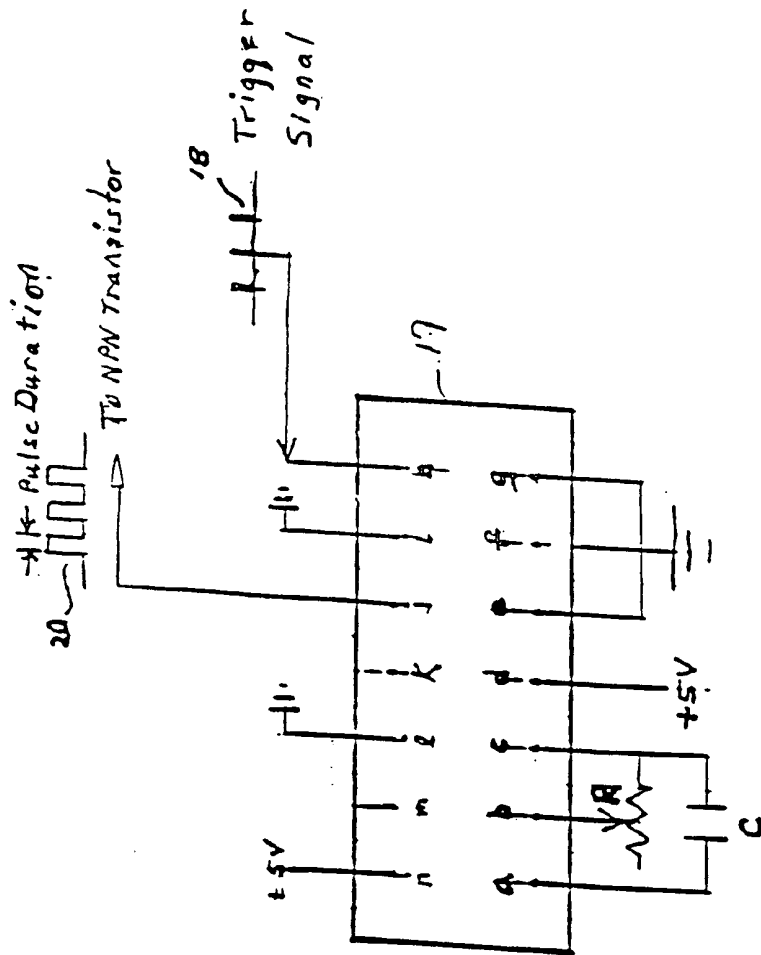 Pulse Duration
20
To NPN Transistor
18
Trigger
Signal
17
n m l k j i h
a b c d e f g
+5V
+5V
R
C